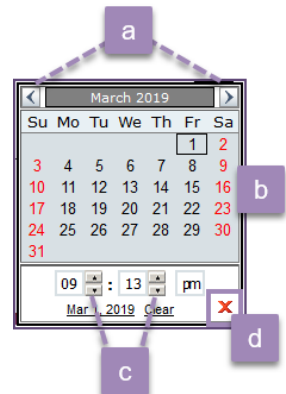 a
March 2019
Su Mo Tu We Th Fr Sa
1 2
3 4 5 6 7 8 9
10 11 12 13 14 15 16
17 18 19 20 21 22 23
24 25 26 27 28 29 30
31
b
09 : 13 pm
Mar 2019 Clear X
d
c